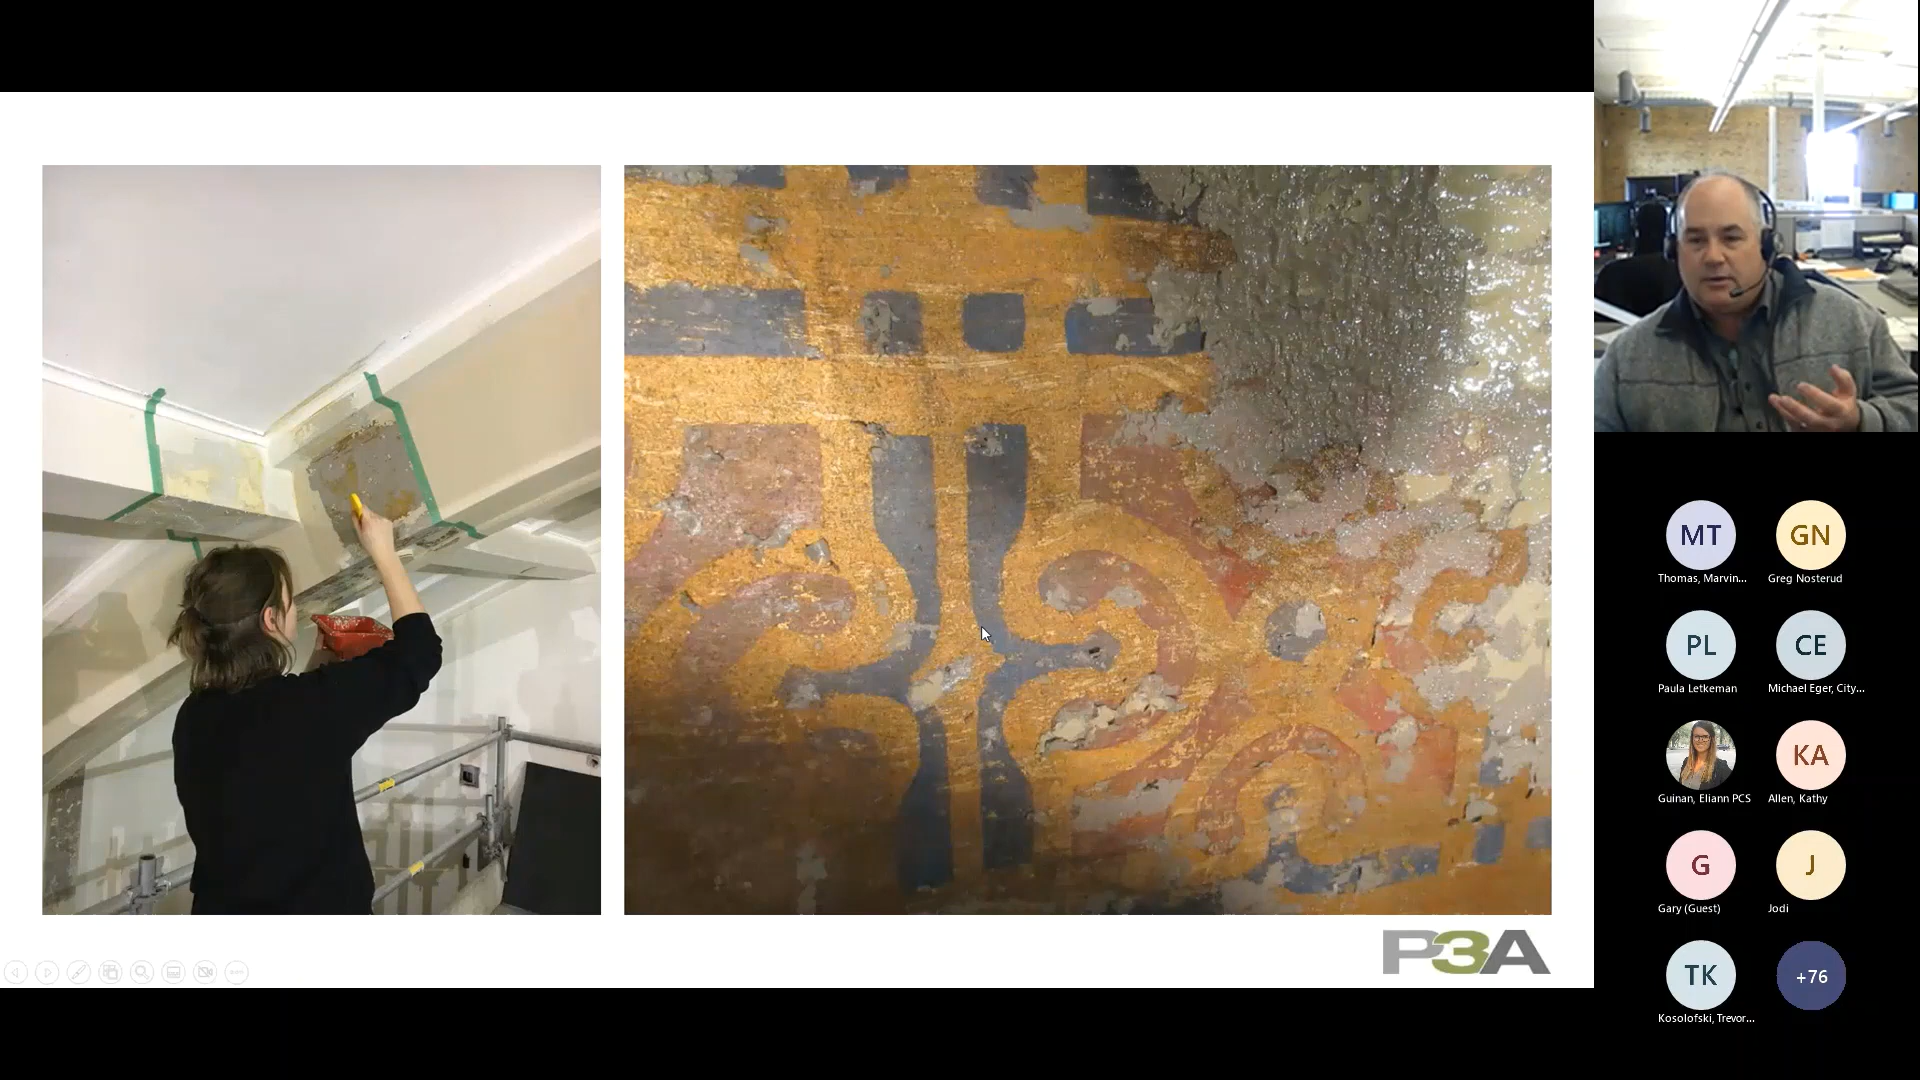 P3A
MT
GN
Thomas, Marvin...
Greg Nosterud
PL
CE
Paula Letkeman
Michael Eger, City...
KA
Guinan, Eliann PCS
Allen, Kathy
G
J
Gary (Guest)
Jodi
TK
+76
Kosolofski, Trevor...